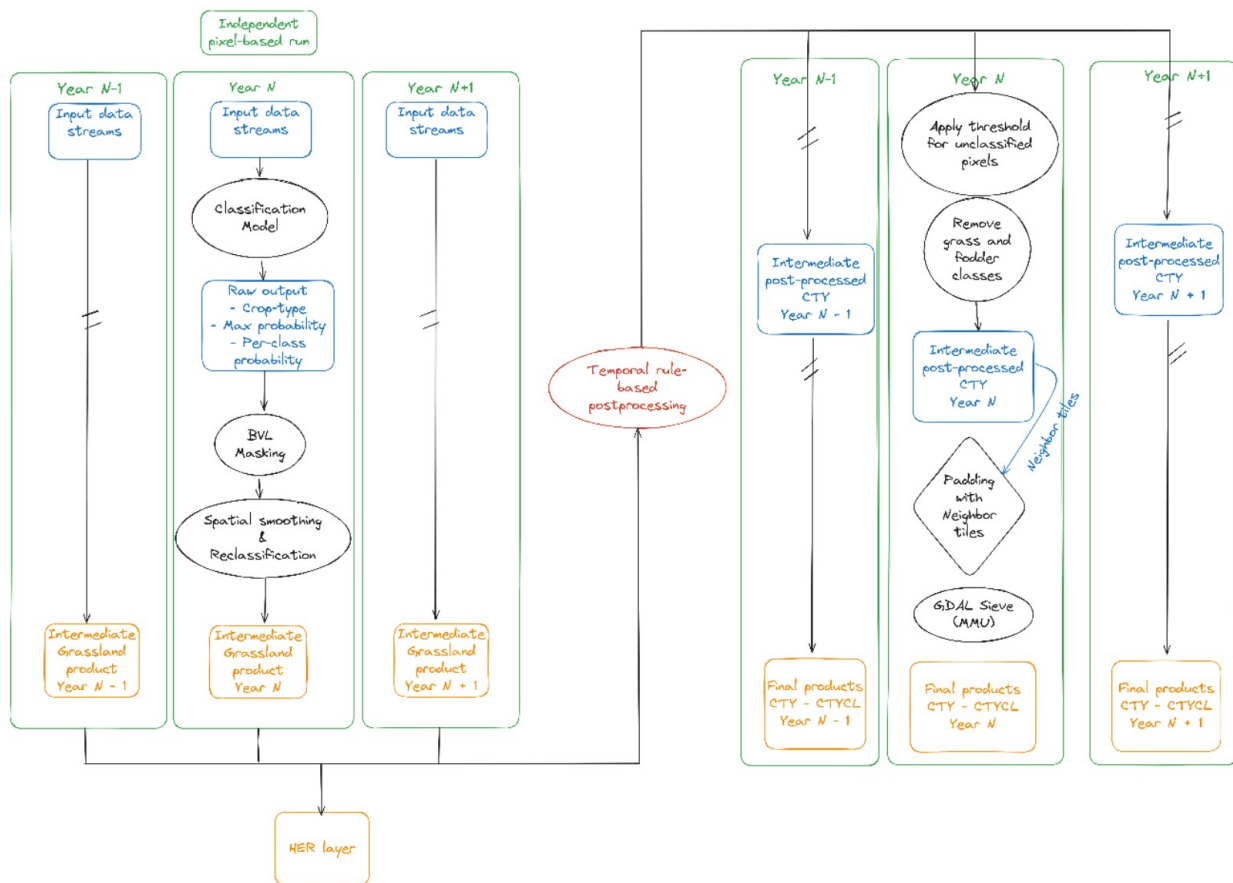 Independent
pixel-based run
Year N-1
Input data
streams
Intermediate
Grassland
product
Year N - 1
Year N
Input data
streams
Classification
Model
Raw output
- Crop-type
- Max probability
- Per-class
probability
BVL
Masking
Spatial smoothing
&
Reclassification
Intermediate
Grassland
product
Year N
Year N+1
Input data
streams
Intermediate
Grassland
product
Year N + 1
HER layer
Temporal rule-
based
postprocessing
Year N-1
Intermediate
post-processed
CTY
Year N - 1
Final products
CTY - CTYCL
Year N - 1
Year N
Apply threshold
for unclassified
pixels
Remove
grass and
fodder
classes
Intermediate
post-processed
CTY
Year N
Neighbor tiles
Padding
with
Neighbor
tiles
GDAL Sieve
(MMU)
Final products
CTY - CTYCL
Year N
Year N+1
Intermediate
post-processed
CTY
Year N + 1
Final products
CTY - CTYCL
Year N + 1